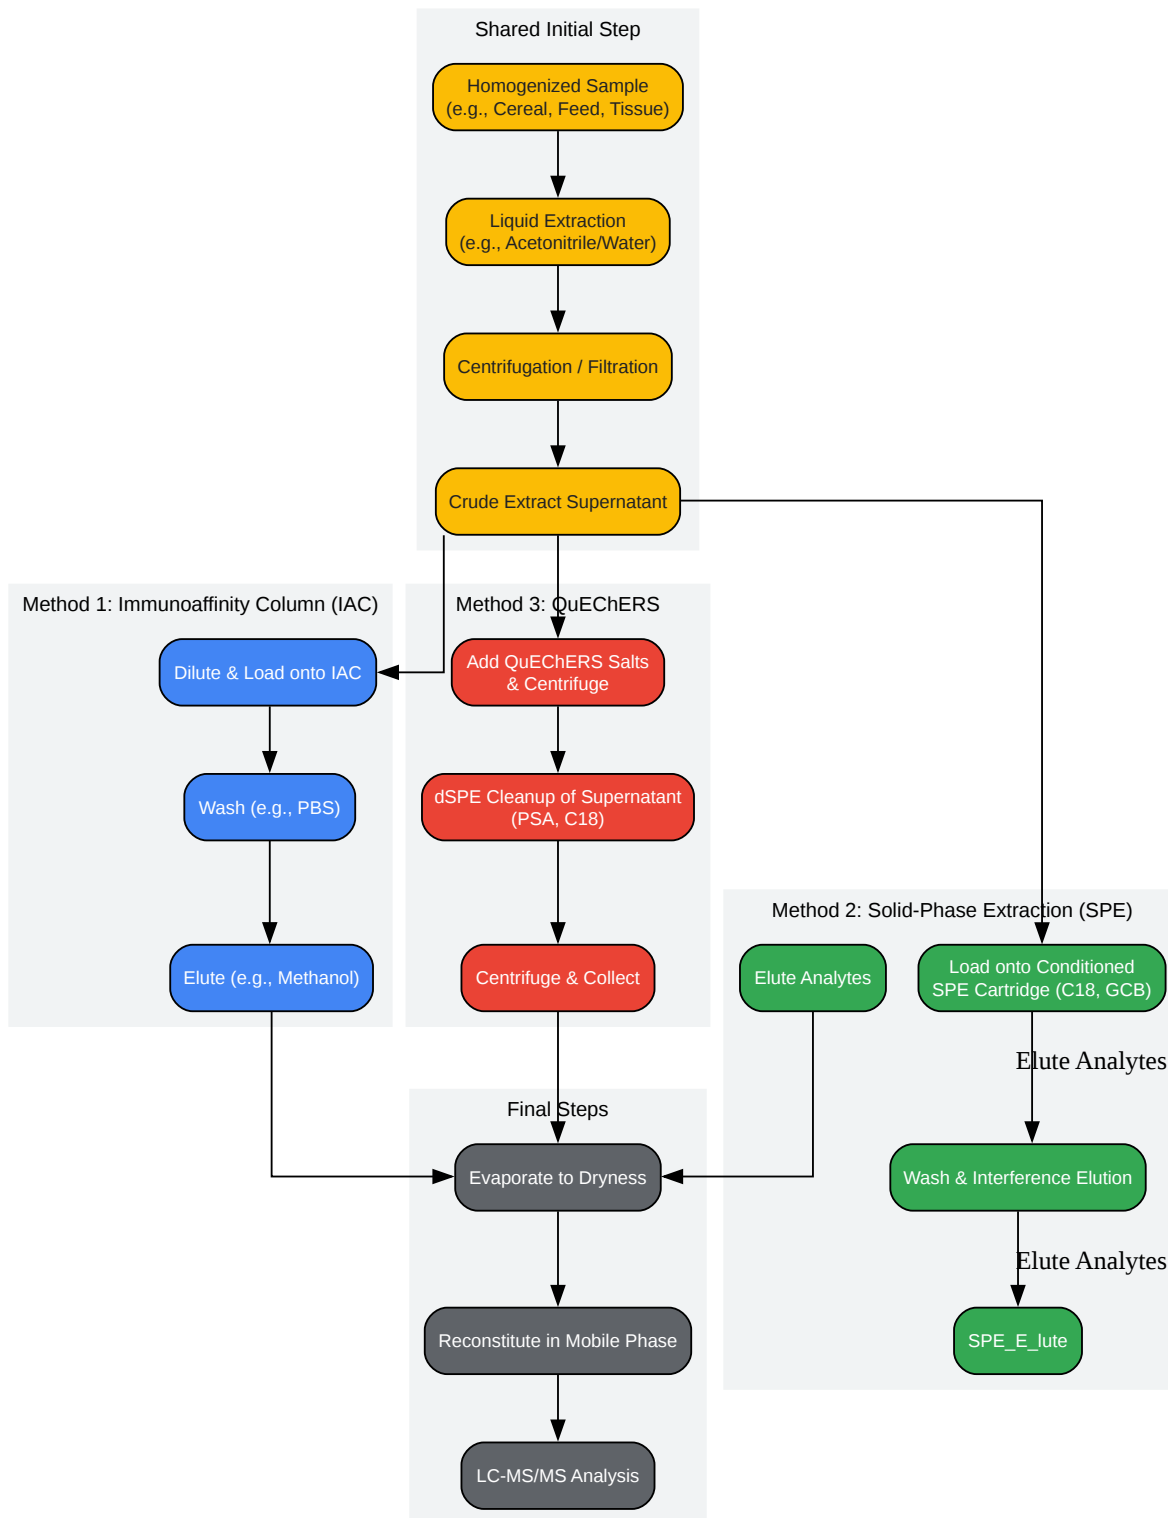 Shared Initial Step
Homogenized Sample
(e.g., Cereal, Feed, Tissue)
Liquid Extraction
(e.g., Acetonitrile/Water)
Centrifugation / Filtration
Crude Extract Supernatant
Method 1: Immunoaffinity Column (IAC)
Dilute & Load onto IAC
Wash (e.g., PBS)
Elute (e.g., Methanol)
Method 3: QuEChERS
Add QuEChERS Salts
& Centrifuge
dSPE Cleanup of Supernatant
(PSA, C18)
Centrifuge & Collect
Method 2: Solid-Phase Extraction (SPE)
Elute Analytes
Load onto Conditioned
SPE Cartridge (C18, GCB)
Elute Analytes
Wash & Interference Elution
Elute Analytes
SPE_E_lute
Final Steps
Evaporate to Dryness
Reconstitute in Mobile Phase
LC-MS/MS Analysis